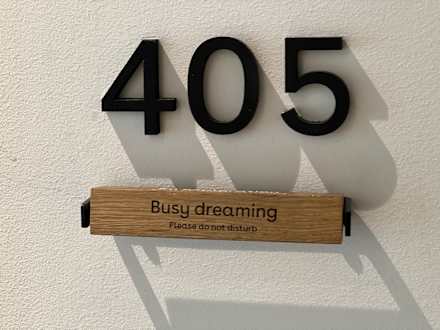 405
Busy dreaming
Please do not disturb